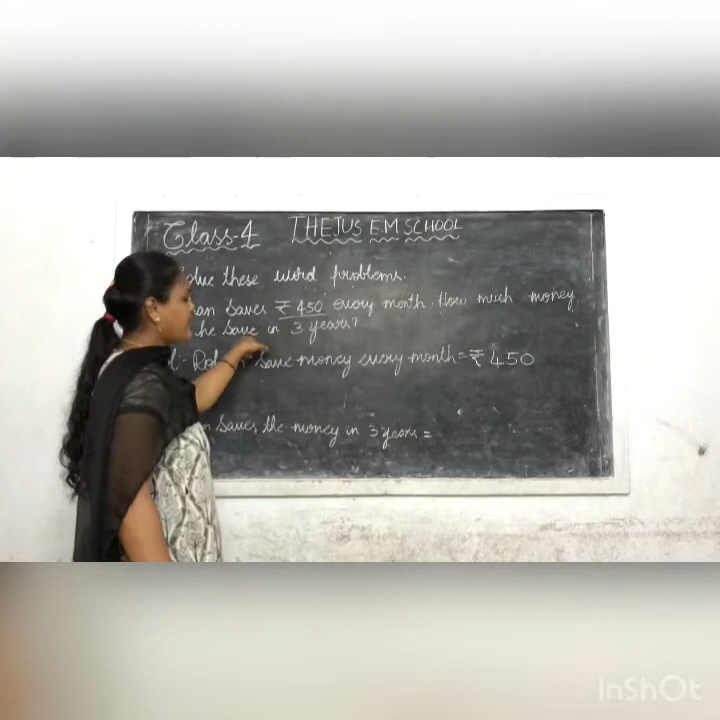 Class-4 THEJUS EM SCHOOL
these word problems.
saves ₹ 450 every month. How much money
he save in 3 years?
save money every month = ₹ 450
saves the money in 3 years =
InShOt